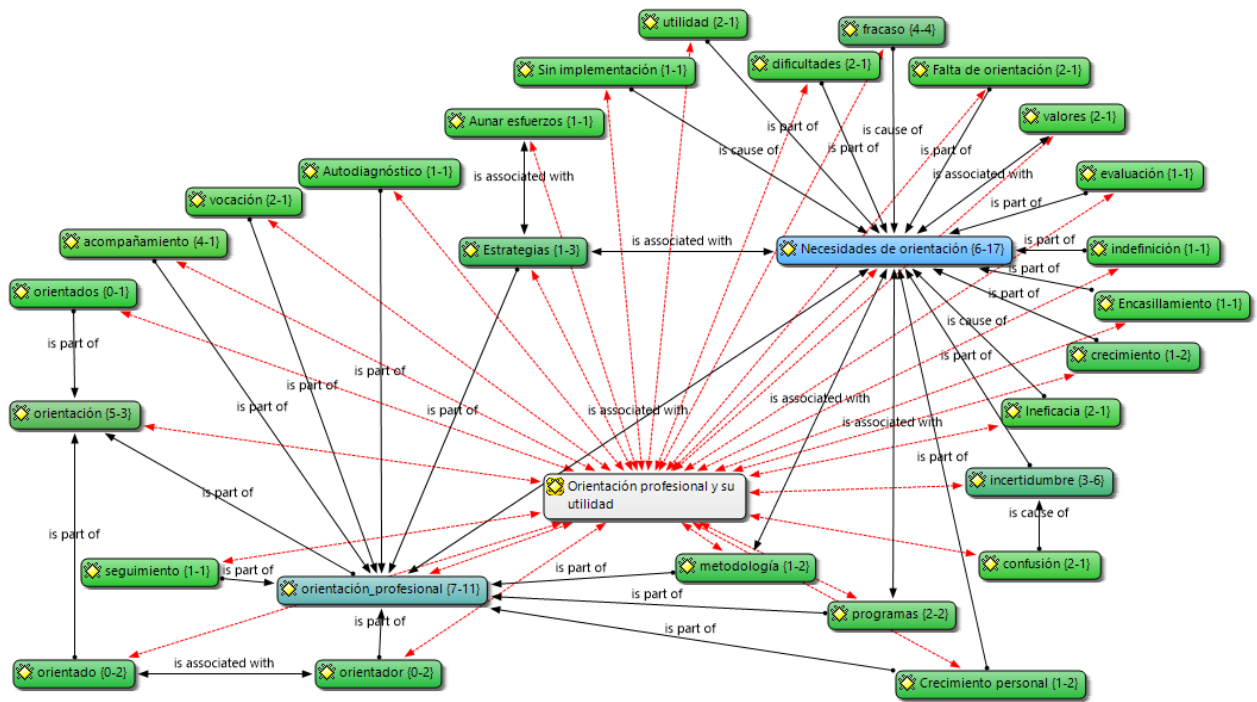 utilidad {2-1}
fracaso {4-4}
Sin implementación {1-1}
dificultades {2-1}
Falta de orientación {2-1}
Aunar esfuerzos {1-1}
valores {2-1}
is part of
is cause of
is cause of
is part of
is part of
Autodiagnóstico {1-1}
is associated with
is associated with
evaluación {1-1}
vocación {2-1}
is part of
acompañamiento {4-1}
Estrategias {1-3}
is associated with
Necesidades de orientación {6-17}
is part of
indefinición {1-1}
is part of
orientados {0-1}
is part of
Encasillamiento {1-1}
is cause of
is part of
is part of
crecimiento {1-2}
is part of
is part of
is part of
is part of
is associated with
orientación {5-3}
Ineficacia {2-1}
is associated with
is part of
Orientación profesional y su
utilidad
incertidumbre {3-6}
is part of
is cause of
is part of
seguimiento {1-1}
is part of
is part of
metodología {1-2}
confusión {2-1}
orientación_profesional {7-11}
is part of
programas {2-2}
is part of
is part of
is associated with
orientado {0-2}
orientador {0-2}
Crecimiento personal {1-2}